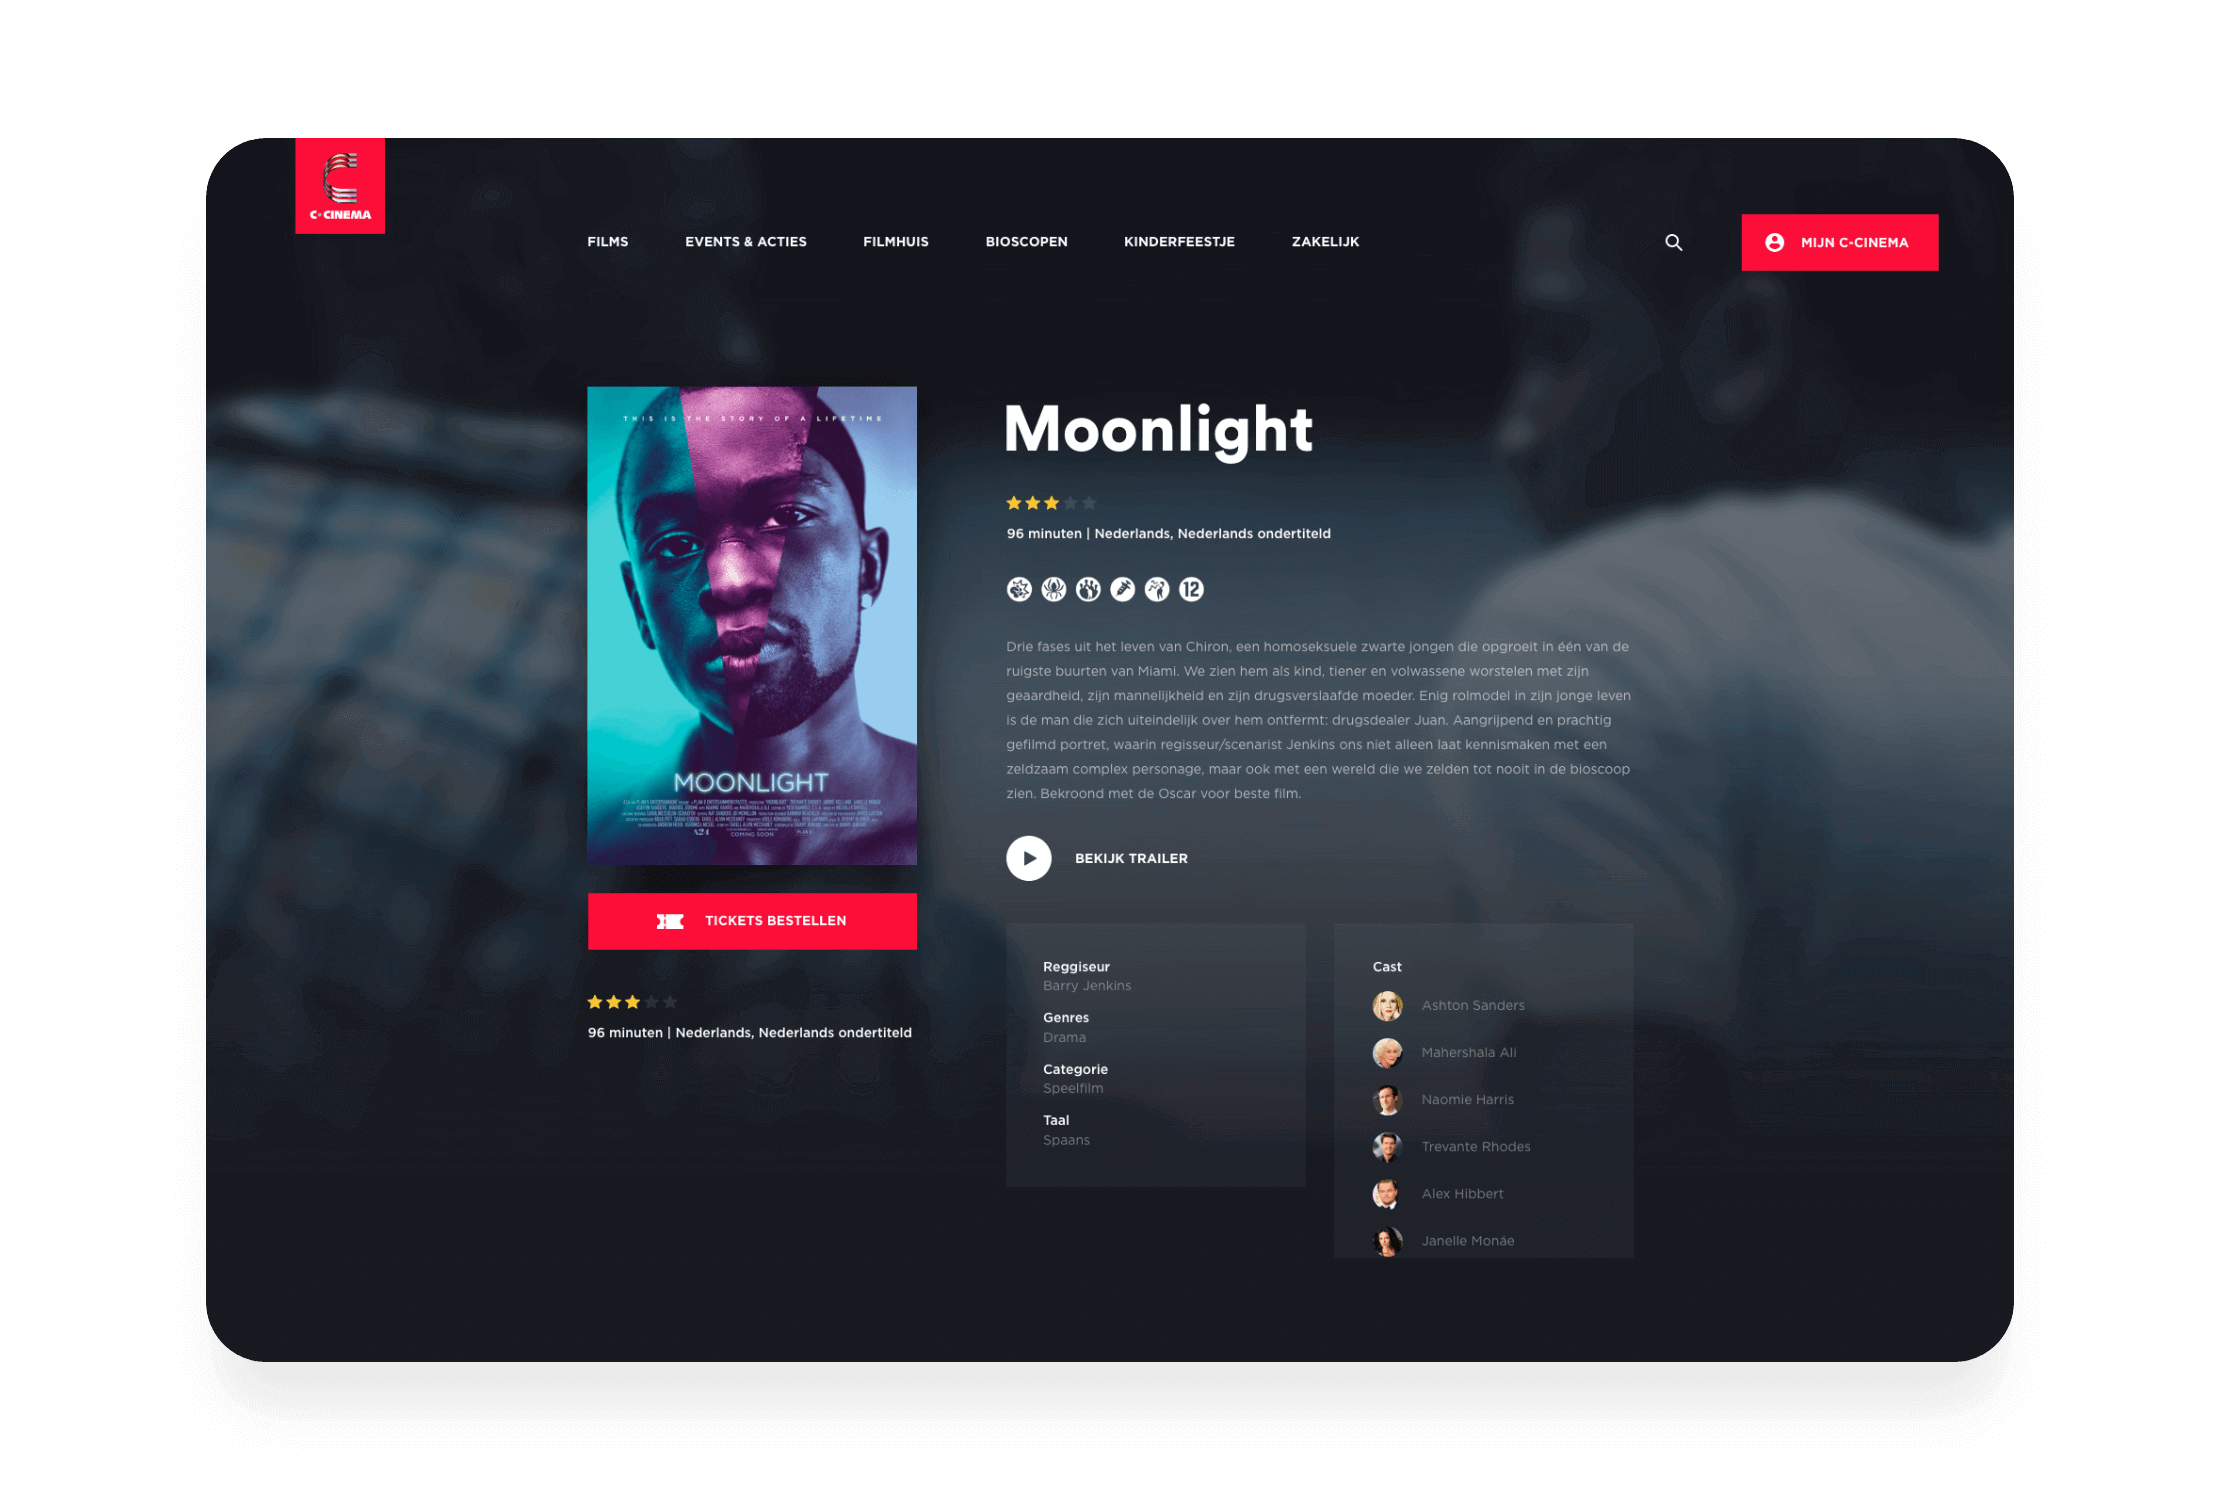 C•CINEMA
FILMS
EVENTS & ACTIES
FILMHUIS
BIOSCOPEN
KINDERFEESTJE
ZAKELIJK
MIJN C-CINEMA
THIS IS THE STORY OF A LIFETIME
MOONLIGHT
A24
COMING SOON
PLAN B
TICKETS BESTELLEN
96 minuten | Nederlands, Nederlands ondertiteld
Moonlight
96 minuten | Nederlands, Nederlands ondertiteld
12
Drie fases uit het leven van Chiron, een homoseksuele zwarte jongen die opgroeit in één van de
ruigste buurten van Miami. We zien hem als kind, tiener en volwassene worstelen met zijn
geaardheid, zijn mannelijkheid en zijn drugsverslaafde moeder. Enig rolmodel in zijn jonge leven
is de man die zich uiteindelijk over hem ontfermt: drugsdealer Juan. Aangrijpend en prachtig
gefilmd portret, waarin regisseur/scenarist Jenkins ons niet alleen laat kennismaken met een
zeldzaam complex personage, maar ook met een wereld die we zelden tot nooit in de bioscoop
zien. Bekroond met de Oscar voor beste film.
BEKIJK TRAILER
Reggiseur
Barry Jenkins
Genres
Drama
Categorie
Speelfilm
Taal
Spaans
Cast
Ashton Sanders
Mahershala Ali
Naomie Harris
Trevante Rhodes
Alex Hibbert
Janelle Monáe